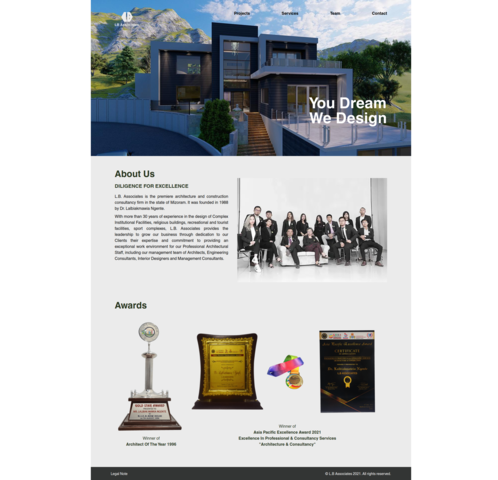 L.B Associates
Projects
Services
Team
Contact
You Dream
We Design
About Us
DILIGENCE FOR EXCELLENCE
L.B. Associates is the premiere architecture and construction
consultancy firm in the state of Mizoram. It was founded in 1988
by Dr. Lalbiakmawia Ngente.
With more than 30 years of experience in the design of Complex
Institutional Facilities, religious buildings, recreational and tourist
facilities, sport complexes, L.B. Associates provides the
leadership to grow our business through dedication to our
Clients their expertise and commitment to providing an
exceptional work environment for our Professional Architectural
Staff, including our management team of Architects, Engineering
Consultants, Interior Designers and Management Consultants.
Awards
CERTIFICATE
Winner of
Architect Of The Year 1996
Winner of
Asia Pacific Excellence Award 2021
Excellence in Professional & Consultancy Services
"Architecture & Consultancy"
Legal Note
© L.B Associates 2021. All rights reserved.